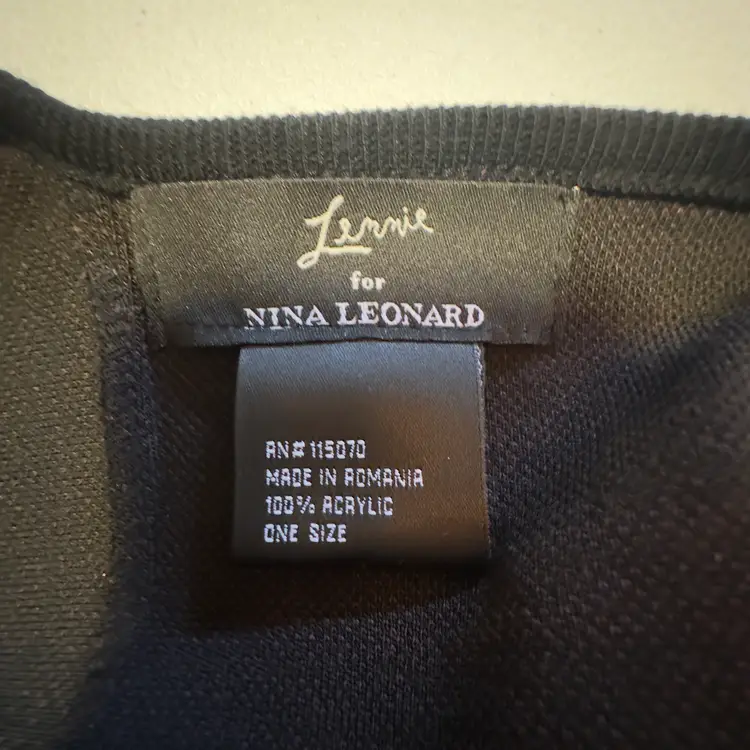 Lennie
for
NINA LEONARD
RN# 115070
MADE IN ROMANIA
100% ACRYLIC
ONE SIZE